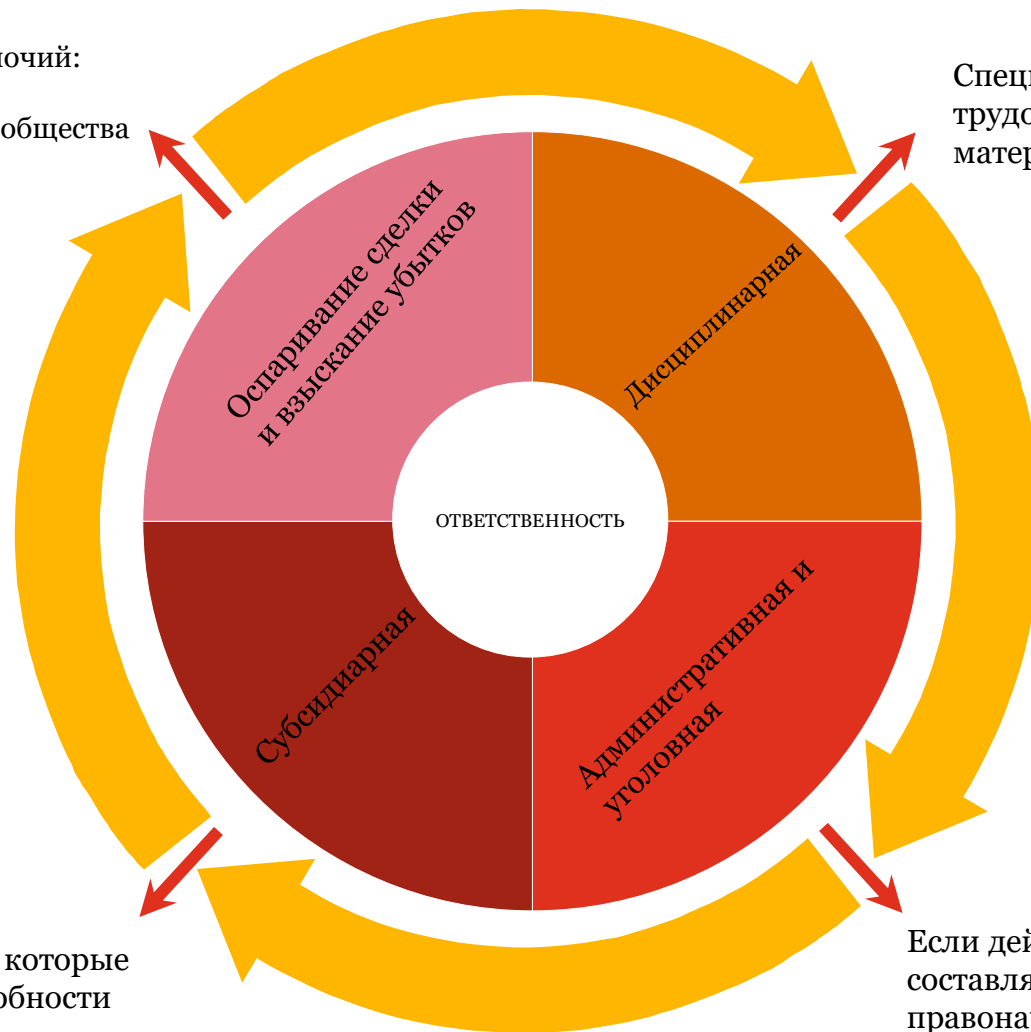 ночий:
общества
Специ
трудо
матер
Оспаривание сделки
и взыскание убытков
Дисциплинарная
ОТВЕТСТВЕННОСТЬ
Субсидиарная
Административная и
уголовная
которые
обности
Если дей
составля
правона